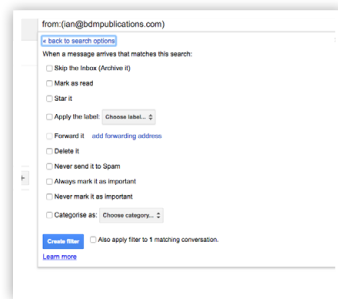 from:(ian@bdmpublications.com)
« back to search options
When a message arrives that matches this search:
Skip the Inbox (Archive it)
Mark as read
Star it
Apply the label: Choose label...
Forward it add forwarding address
Delete it
Never send it to Spam
Always mark it as important
Never mark it as important
Categorise as: Choose category...
Create filter Also apply filter to 1 matching conversation.
Learn more